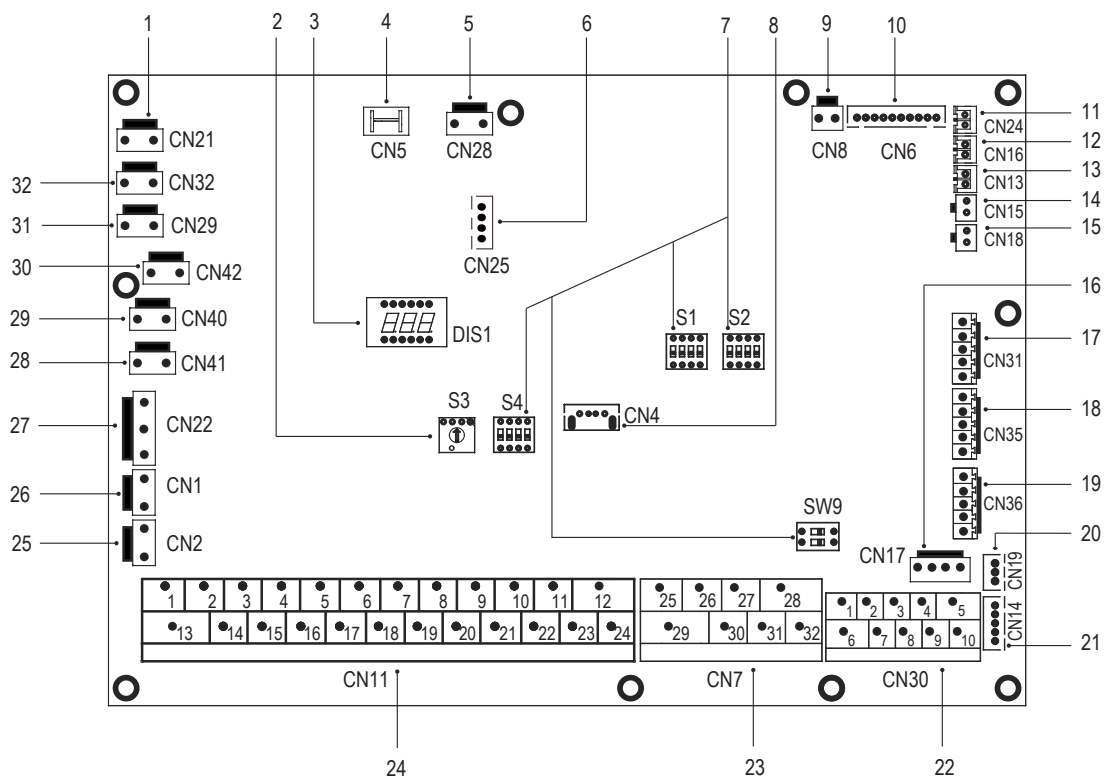 1 2 3 4 5 6 7 8 9 10
CN21
CN5
CN28
CN8
CN6
CN24
11
CN16
12
CN13
13
CN15
14
CN18
15
32
CN32
31
CN29
CN25
30
CN42
16
29
CN40
DIS1
S1
S2
CN31
17
28
CN41
27
CN22
S3
S4
CN4
CN35
18
26
CN1
SW9
CN36
19
25
CN2
CN17
CN19
20
1 2 3 4 5 6 7 8 9 10 11 12
25 26 27 28
1 2 3 4 5
13 14 15 16 17 18 19 20 21 22 23 24
29 30 31 32
6 7 8 9 10
CN14
21
CN11
CN7
CN30
24
23
22